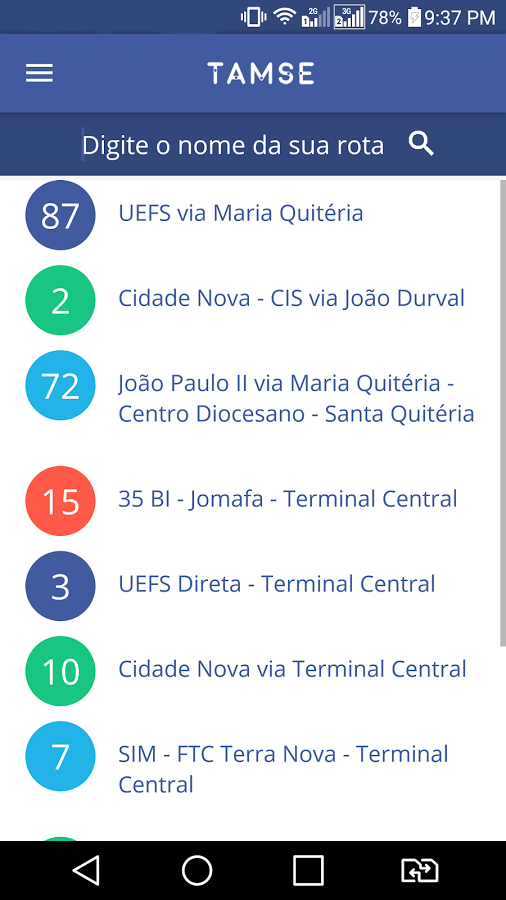 2G 1 3G 2 78% 9:37 PM
TAMSE
Digite o nome da sua rota
87 UEFS via Maria Quitéria
2 Cidade Nova - CIS via João Durval
72 João Paulo II via Maria Quitéria -
Centro Diocesano - Santa Quitéria
15 35 BI - Jomafa - Terminal Central
3 UEFS Direta - Terminal Central
10 Cidade Nova via Terminal Central
7 SIM - FTC Terra Nova - Terminal
Central